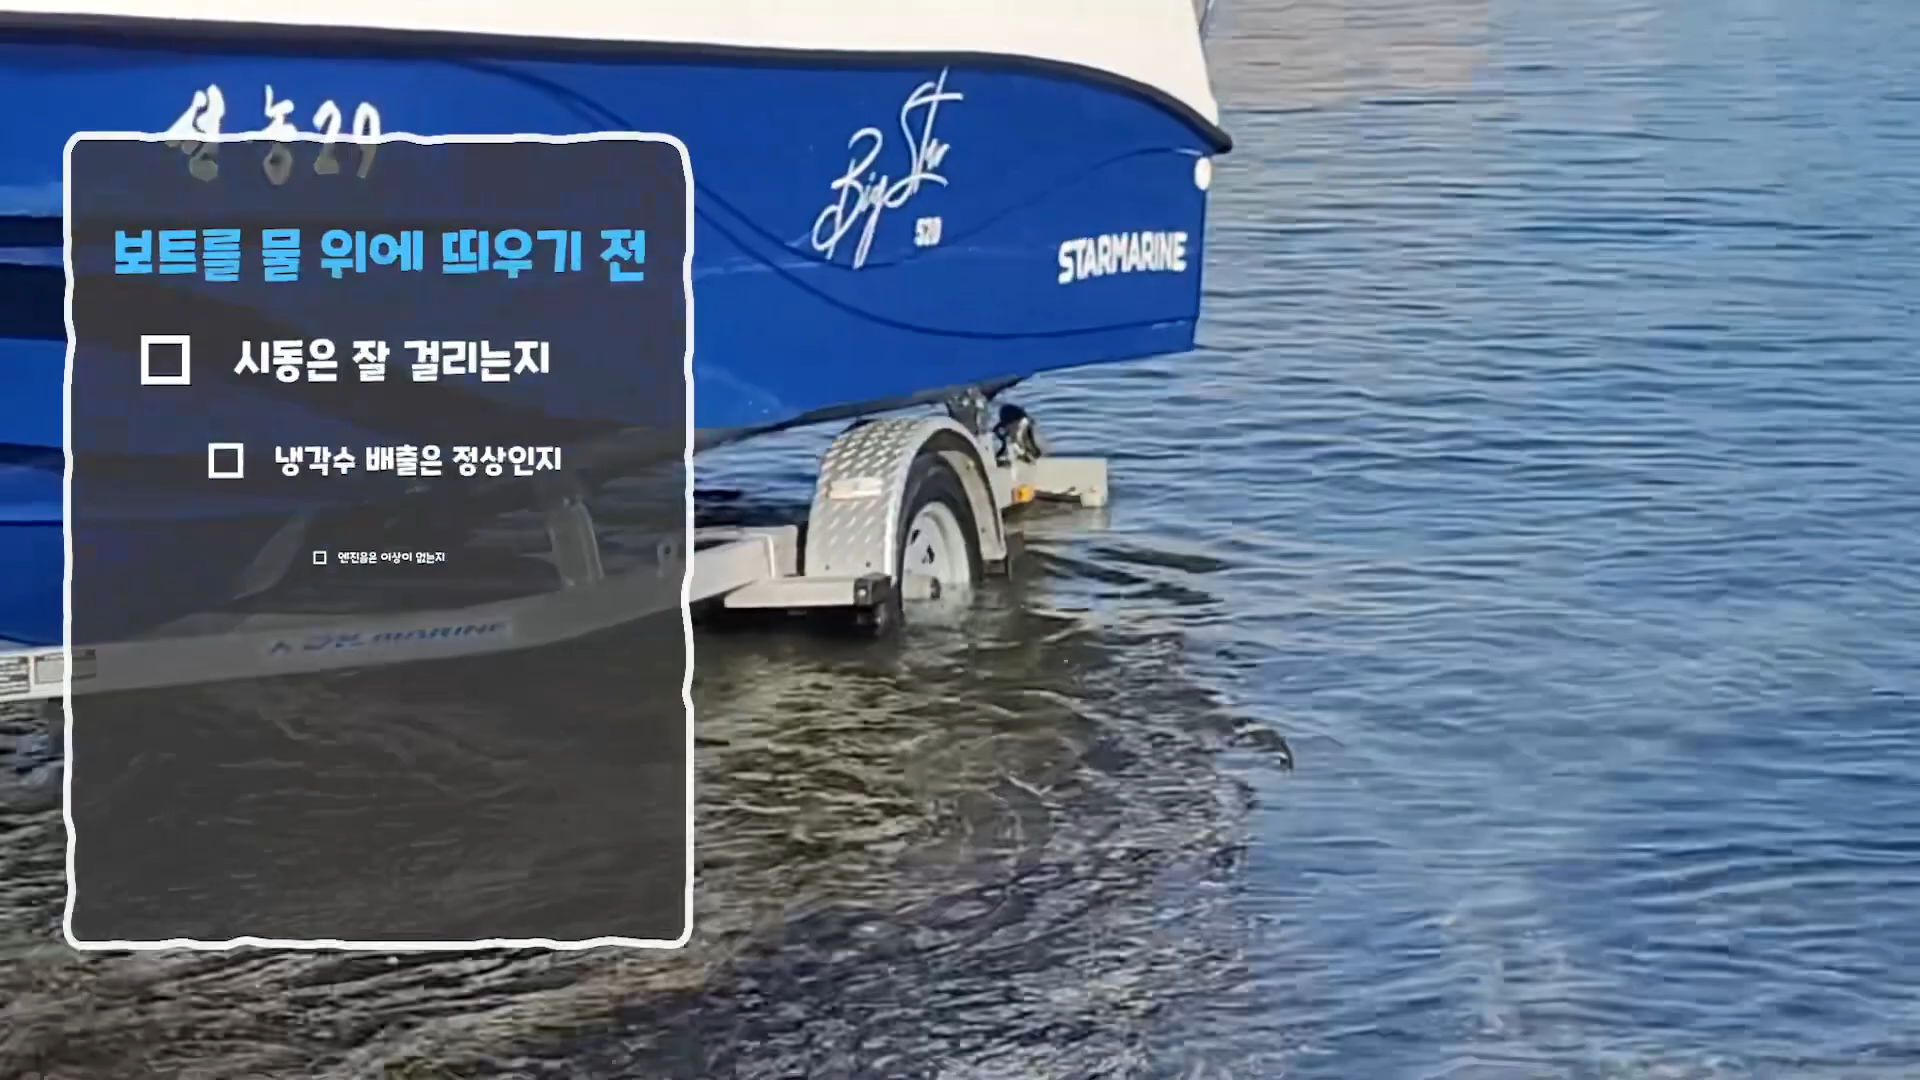 29
Big Star
520
STARMARINE
보트를 물 위에 띄우기 전
시동은 잘 걸리는지
냉각수 배출은 정상인지
엔진음은 이상이 없는지
MARINE